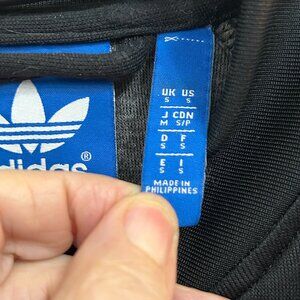 UK US
S S
J CDN
M S/P
D F
S S
E I
S S
MADE IN
PHILIPPINES
adidas®